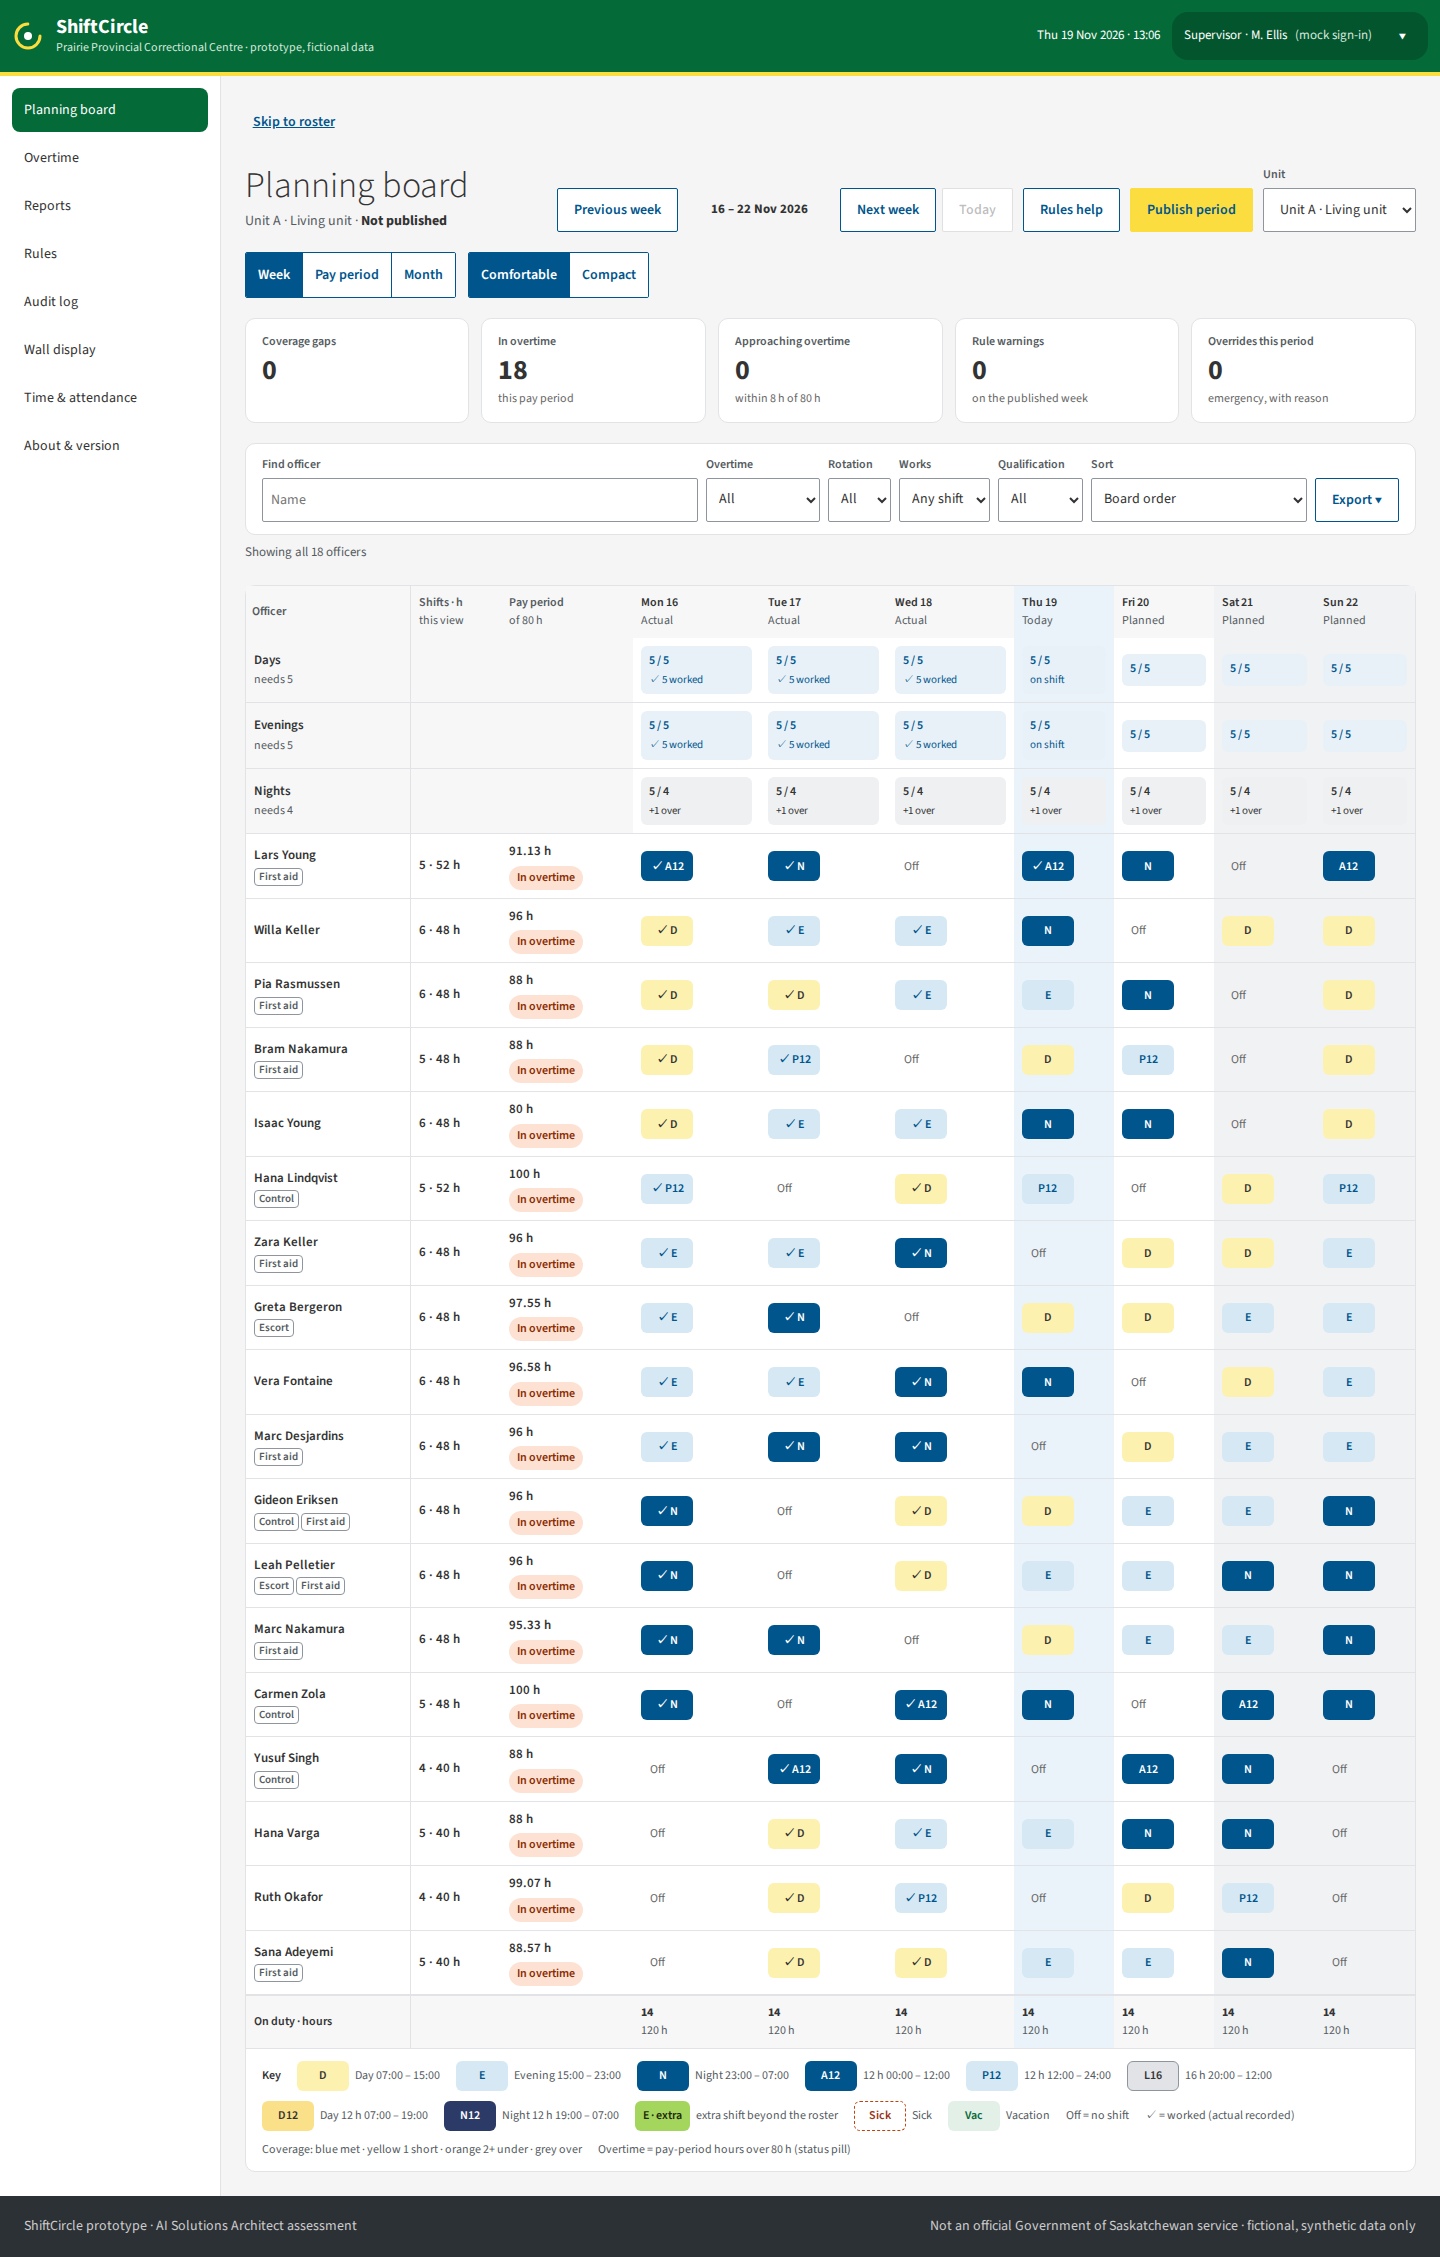 ShiftCircle
Prairie Provincial Correctional Centre · prototype, fictional data
Thu 19 Nov 2026 · 13:06
Supervisor · M. Ellis (mock sign-in) ▾
Planning board
Overtime
Reports
Rules
Audit log
Wall display
Time & attendance
About & version
Skip to roster
Planning board
Unit A · Living unit · Not published
Previous week
16 – 22 Nov 2026
Next week
Today
Rules help
Publish period
Unit
Unit A · Living unit
Week Pay period Month
Comfortable Compact
Coverage gaps
0
In overtime
18
this pay period
Approaching overtime
0
within 8 h of 80 h
Rule warnings
0
on the published week
Overrides this period
0
emergency, with reason
Find officer Overtime Rotation Works Qualification Sort
Name All All Any shift All Board order Export ▾
Showing all 18 officers
Officer Shifts · h Pay period Mon 16 Tue 17 Wed 18 Thu 19 Fri 20 Sat 21 Sun 22
this view of 80 h Actual Actual Actual Today Planned Planned Planned
Days 5 / 5 5 / 5 5 / 5 5 / 5 5 / 5 5 / 5 5 / 5
needs 5 ✓ 5 worked ✓ 5 worked ✓ 5 worked on shift
Evenings 5 / 5 5 / 5 5 / 5 5 / 5 5 / 5 5 / 5 5 / 5
needs 5 ✓ 5 worked ✓ 5 worked ✓ 5 worked on shift
Nights 5 / 4 5 / 4 5 / 4 5 / 4 5 / 4 5 / 4 5 / 4
needs 4 +1 over +1 over +1 over +1 over +1 over +1 over +1 over
Lars Young 5 · 52 h 91.13 h ✓ A12 ✓ N Off ✓ A12 N Off A12
First aid In overtime
Willa Keller 6 · 48 h 96 h ✓ D ✓ E ✓ E N Off D D
In overtime
Pia Rasmussen 6 · 48 h 88 h ✓ D ✓ D ✓ E E N Off D
First aid In overtime
Bram Nakamura 5 · 48 h 88 h ✓ D ✓ P12 Off D P12 Off D
First aid In overtime
Isaac Young 6 · 48 h 80 h ✓ D ✓ E ✓ E N N Off D
In overtime
Hana Lindqvist 5 · 52 h 100 h ✓ P12 Off ✓ D P12 Off D P12
Control In overtime
Zara Keller 6 · 48 h 96 h ✓ E ✓ E ✓ N Off D D E
First aid In overtime
Greta Bergeron 6 · 48 h 97.55 h ✓ E ✓ N Off D D E E
Escort In overtime
Vera Fontaine 6 · 48 h 96.58 h ✓ E ✓ E ✓ N N Off D E
In overtime
Marc Desjardins 6 · 48 h 96 h ✓ E ✓ N ✓ N Off D E E
First aid In overtime
Gideon Eriksen 6 · 48 h 96 h ✓ N Off ✓ D D E E N
Control First aid In overtime
Leah Pelletier 6 · 48 h 96 h ✓ N Off ✓ D E E N N
Escort First aid In overtime
Marc Nakamura 6 · 48 h 95.33 h ✓ N ✓ N Off D E E N
First aid In overtime
Carmen Zola 5 · 48 h 100 h ✓ N Off ✓ A12 N Off A12 N
Control In overtime
Yusuf Singh 4 · 40 h 88 h Off ✓ A12 ✓ N Off A12 N Off
Control In overtime
Hana Varga 5 · 40 h 88 h Off ✓ D ✓ E E N N Off
In overtime
Ruth Okafor 4 · 40 h 99.07 h Off ✓ D ✓ P12 Off D P12 Off
In overtime
Sana Adeyemi 5 · 40 h 88.57 h Off ✓ D ✓ D E E N Off
First aid In overtime
On duty · hours 14 14 14 14 14 14 14
120 h 120 h 120 h 120 h 120 h 120 h 120 h
Key D Day 07:00 – 15:00 E Evening 15:00 – 23:00 N Night 23:00 – 07:00 A12 12 h 00:00 – 12:00 P12 12 h 12:00 – 24:00 L16 16 h 20:00 – 12:00
D12 Day 12 h 07:00 – 19:00 N12 Night 12 h 19:00 – 07:00 E · extra extra shift beyond the roster Sick Sick Vac Vacation Off = no shift ✓ = worked (actual recorded)
Coverage: blue met · yellow 1 short · orange 2+ under · grey over Overtime = pay-period hours over 80 h (status pill)
ShiftCircle prototype · AI Solutions Architect assessment
Not an official Government of Saskatchewan service · fictional, synthetic data only